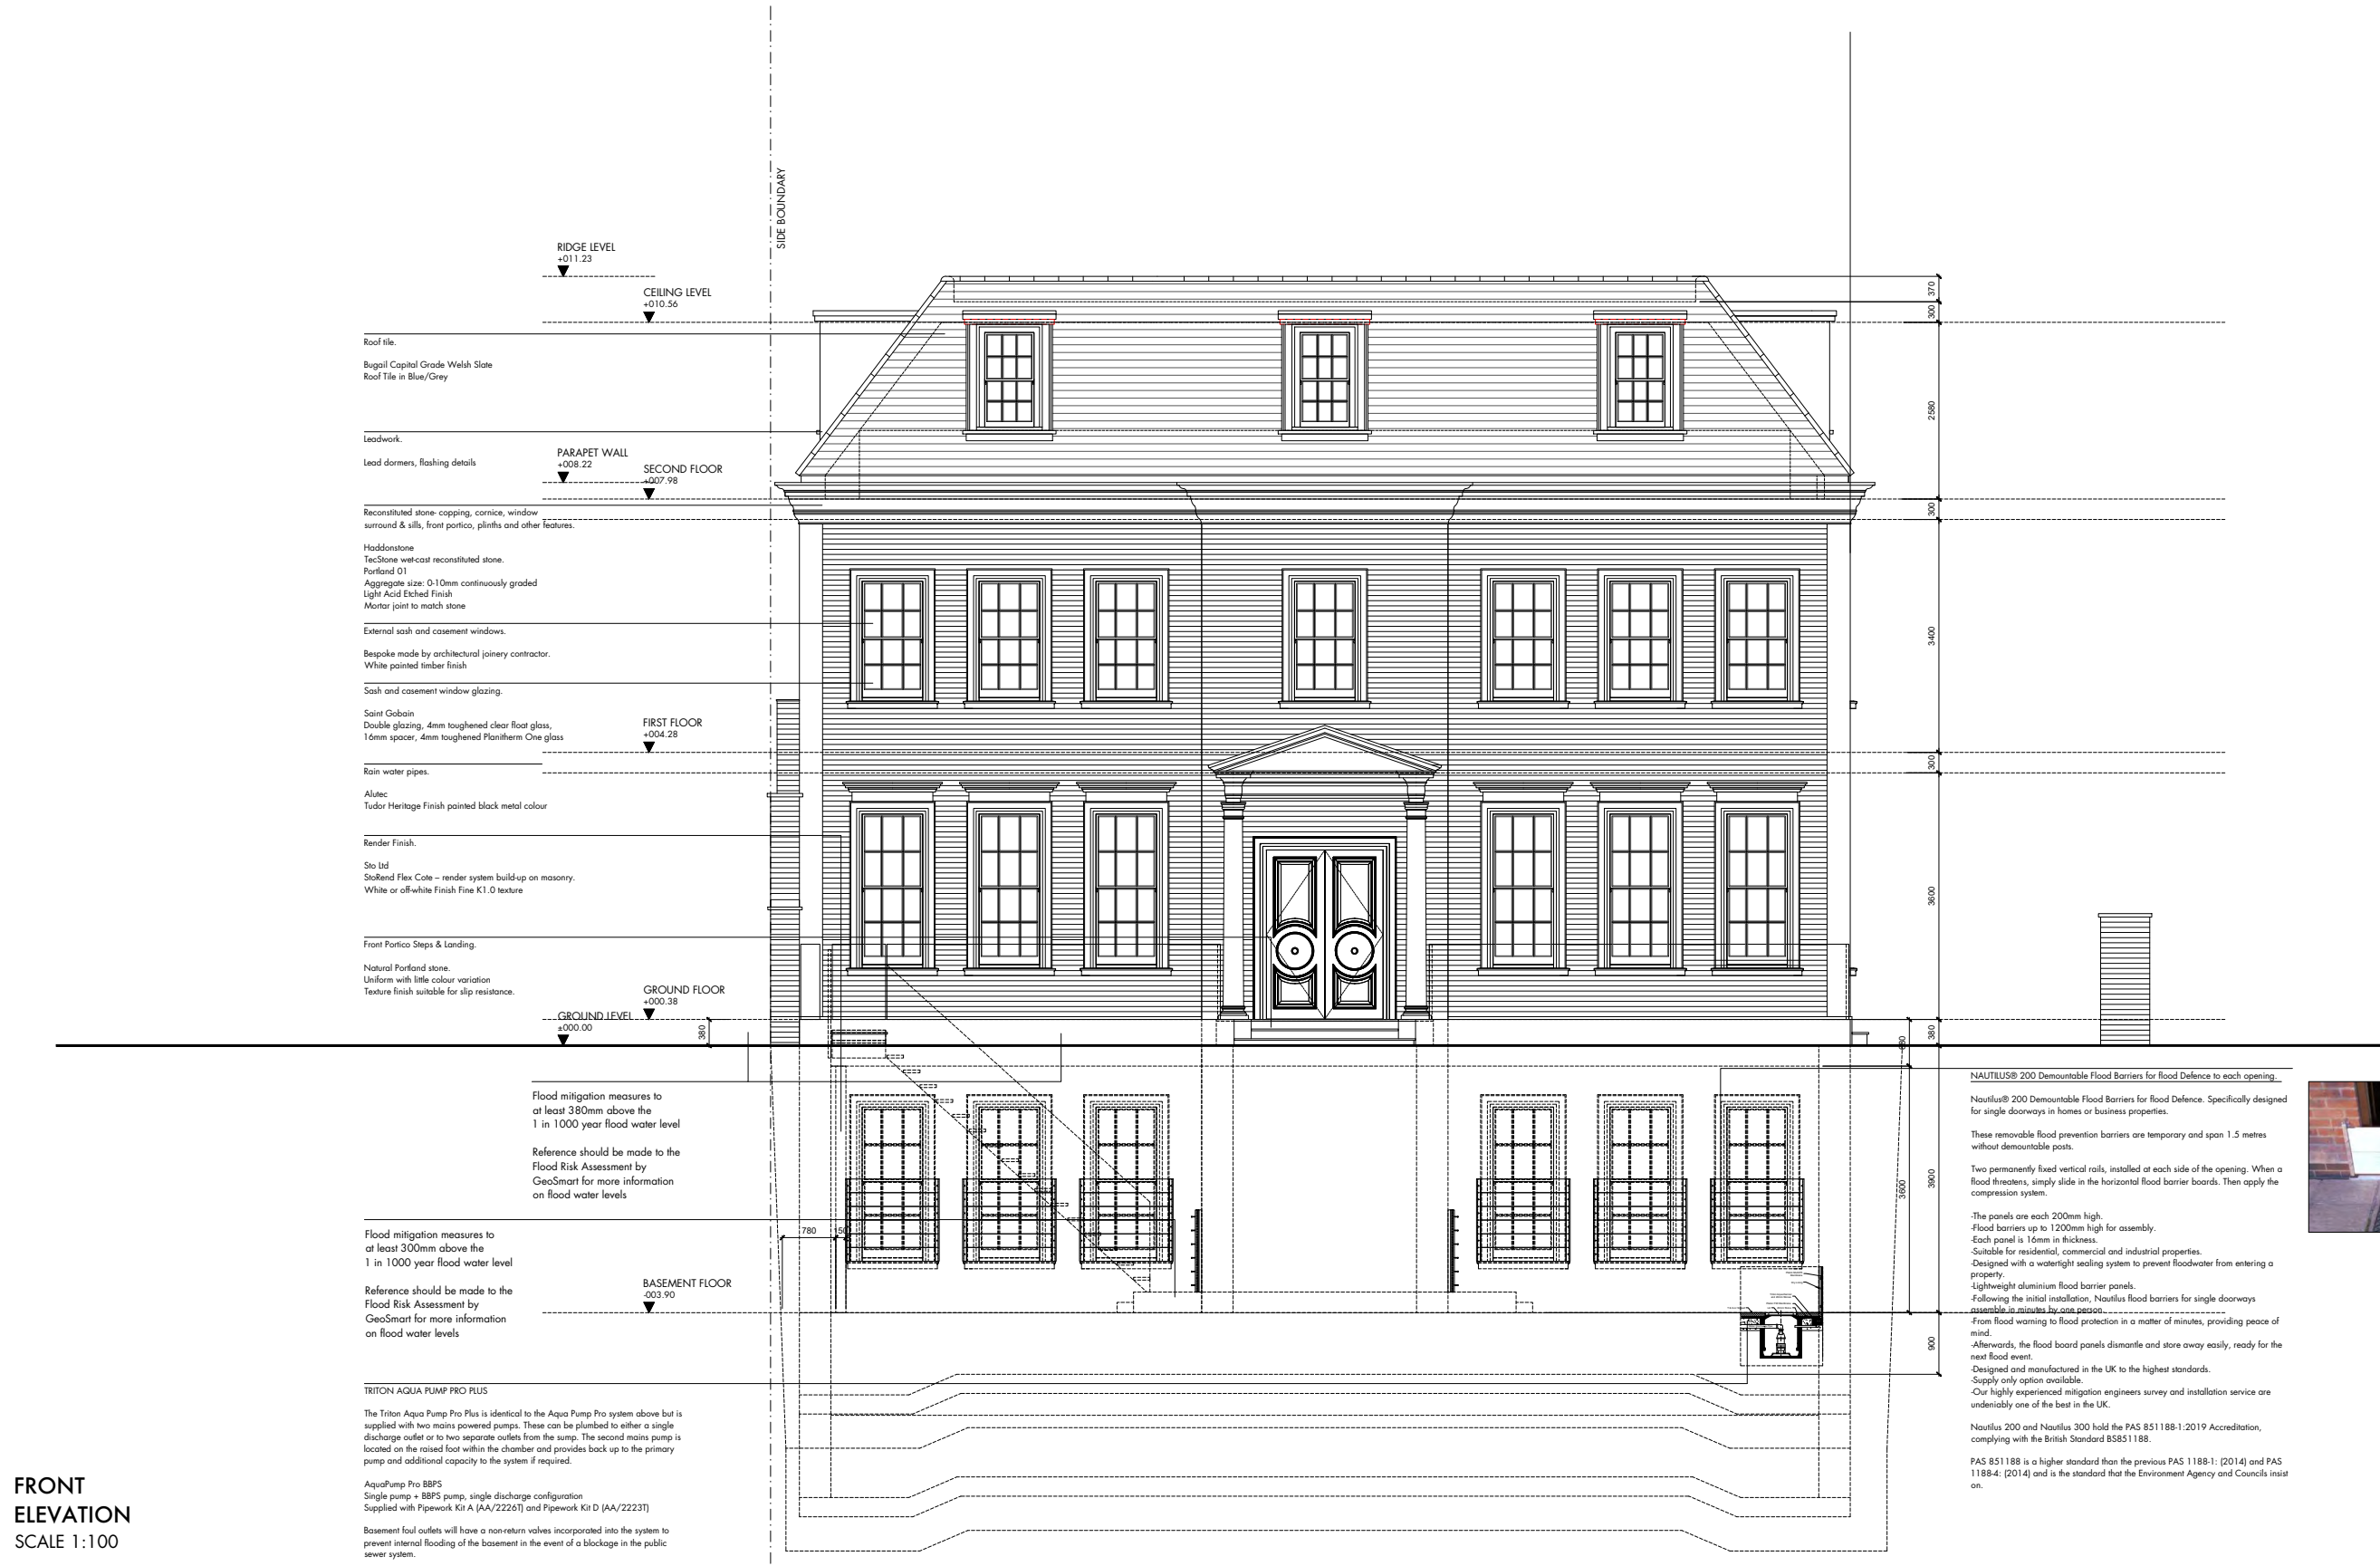 SIDE BOUNDARY
RIDGE LEVEL
+011.23
CEILING LEVEL
+010.56
Roof tile.
Bugail Capital Grade Welsh Slate
Roof Tile in Blue/Grey
Leadwork.
Lead dormers, flashing details
PARAPET WALL
+008.22
SECOND FLOOR
+007.98
Reconstituted stone- copping, cornice, window
surround & sills, front portico, plinths and other features.
Haddonstone
TecStone wet-cast reconstituted stone.
Portland 01
Aggregate size: 0-10mm continuously graded
Light Acid Etched Finish
Mortar joint to match stone
External sash and casement windows.
Bespoke made by architectural joinery contractor.
White painted timber finish
Sash and casement window glazing.
Saint Gobain
Double glazing, 4mm toughened clear float glass,
16mm spacer, 4mm toughened Planitherm One glass
FIRST FLOOR
+004.28
Rain water pipes.
Alutec
Tudor Heritage Finish painted black metal colour
Render Finish.
Sto Ltd
StoRend Flex Cote – render system build-up on masonry.
White or off-white Finish Fine K1.0 texture
Front Portico Steps & Landing.
Natural Portland stone.
Uniform with little colour variation
Texture finish suitable for slip resistance.
GROUND FLOOR
+000.38
GROUND LEVEL
±000.00
380
Flood mitigation measures to
at least 380mm above the
1 in 1000 year flood water level
Reference should be made to the
Flood Risk Assessment by
GeoSmart for more information
on flood water levels
Flood mitigation measures to
at least 300mm above the
1 in 1000 year flood water level
Reference should be made to the
Flood Risk Assessment by
GeoSmart for more information
on flood water levels
780
BASEMENT FLOOR
-003.90
TRITON AQUA PUMP PRO PLUS
The Triton Aqua Pump Pro Plus is identical to the Aqua Pump Pro system above but is
supplied with two mains powered pumps. These can be plumbed to either a single
discharge outlet or to two separate outlets from the sump. The second mains pump is
located on the raised foot within the chamber and provides back up to the primary
pump and additional capacity to the system if required.
AquaPump Pro BBPS
Single pump + BBPS pump, single discharge configuration
Supplied with Pipework Kit A (AA/2226T) and Pipework Kit D (AA/2223T)
Basement foul outlets will have a non-return valves incorporated into the system to
prevent internal flooding of the basement in the event of a blockage in the public
sewer system.
370
300
2580
300
3400
300
3600
380
3900
3600
900
NAUTILUS® 200 Demountable Flood Barriers for flood Defence to each opening.
Nautilus® 200 Demountable Flood Barriers for flood Defence. Specifically designed
for single doorways in homes or business properties.
These removable flood prevention barriers are temporary and span 1.5 metres
without demountable posts.
Two permanently fixed vertical rails, installed at each side of the opening. When a
flood threatens, simply slide in the horizontal flood barrier boards. Then apply the
compression system.
-The panels are each 200mm high.
-Flood barriers up to 1200mm high for assembly.
-Each panel is 16mm in thickness.
-Suitable for residential, commercial and industrial properties.
-Designed with a watertight sealing system to prevent floodwater from entering a
property.
-Lightweight aluminium flood barrier panels.
-Following the initial installation, Nautilus flood barriers for single doorways
assemble in minutes by one person.
-From flood warning to flood protection in a matter of minutes, providing peace of
mind.
-Afterwards, the flood board panels dismantle and store away easily, ready for the
next flood event.
-Designed and manufactured in the UK to the highest standards.
-Supply only option available.
-Our highly experienced mitigation engineers survey and installation service are
undeniably one of the best in the UK.
Nautilus 200 and Nautilus 300 hold the PAS 851188-1:2019 Accreditation,
complying with the British Standard BS851188.
PAS 851188 is a higher standard than the previous PAS 1188-1: (2014) and PAS
1188-4: (2014) and is the standard that the Environment Agency and Councils insist
on.
FRONT
ELEVATION
SCALE 1:100